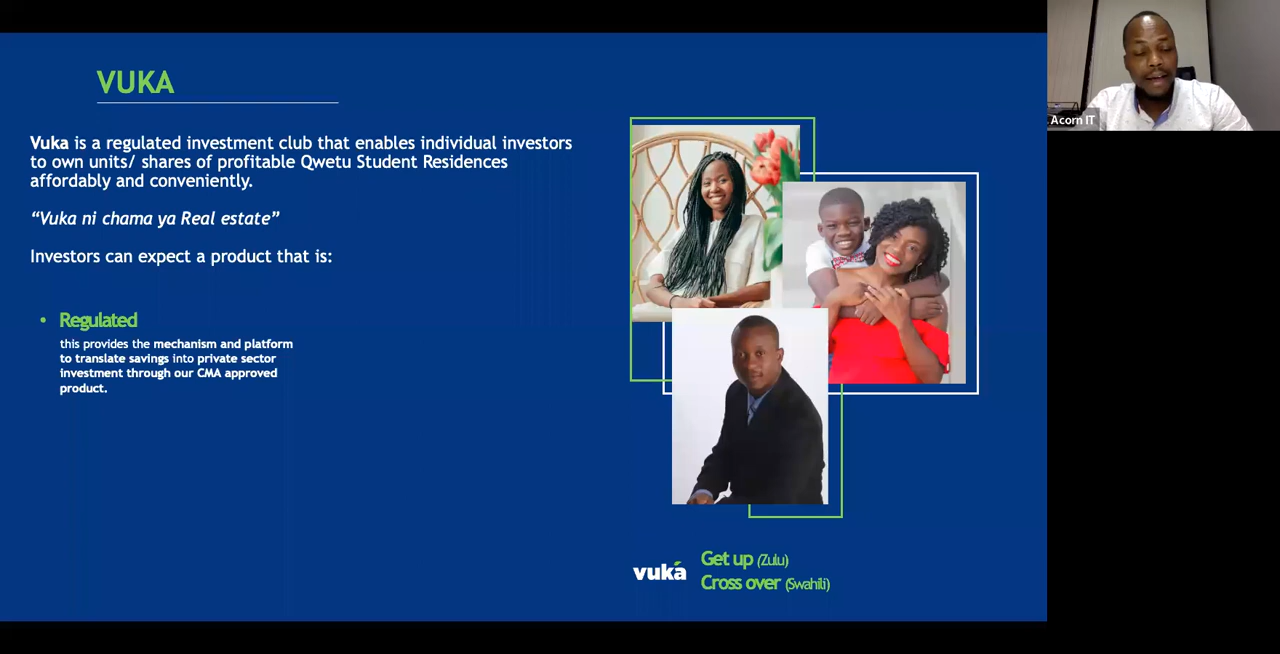 VUKA
Vuka is a regulated investment club that enables individual investors
to own units/ shares of profitable Qwetu Student Residences
affordably and conveniently.
“Vuka ni chama ya Real estate”
Investors can expect a product that is:
• Regulated
this provides the mechanism and platform
to translate savings into private sector
investment through our CMA approved
product.
vuka
Get up (Zulu)
Cross over (Swahili)
Acorn IT